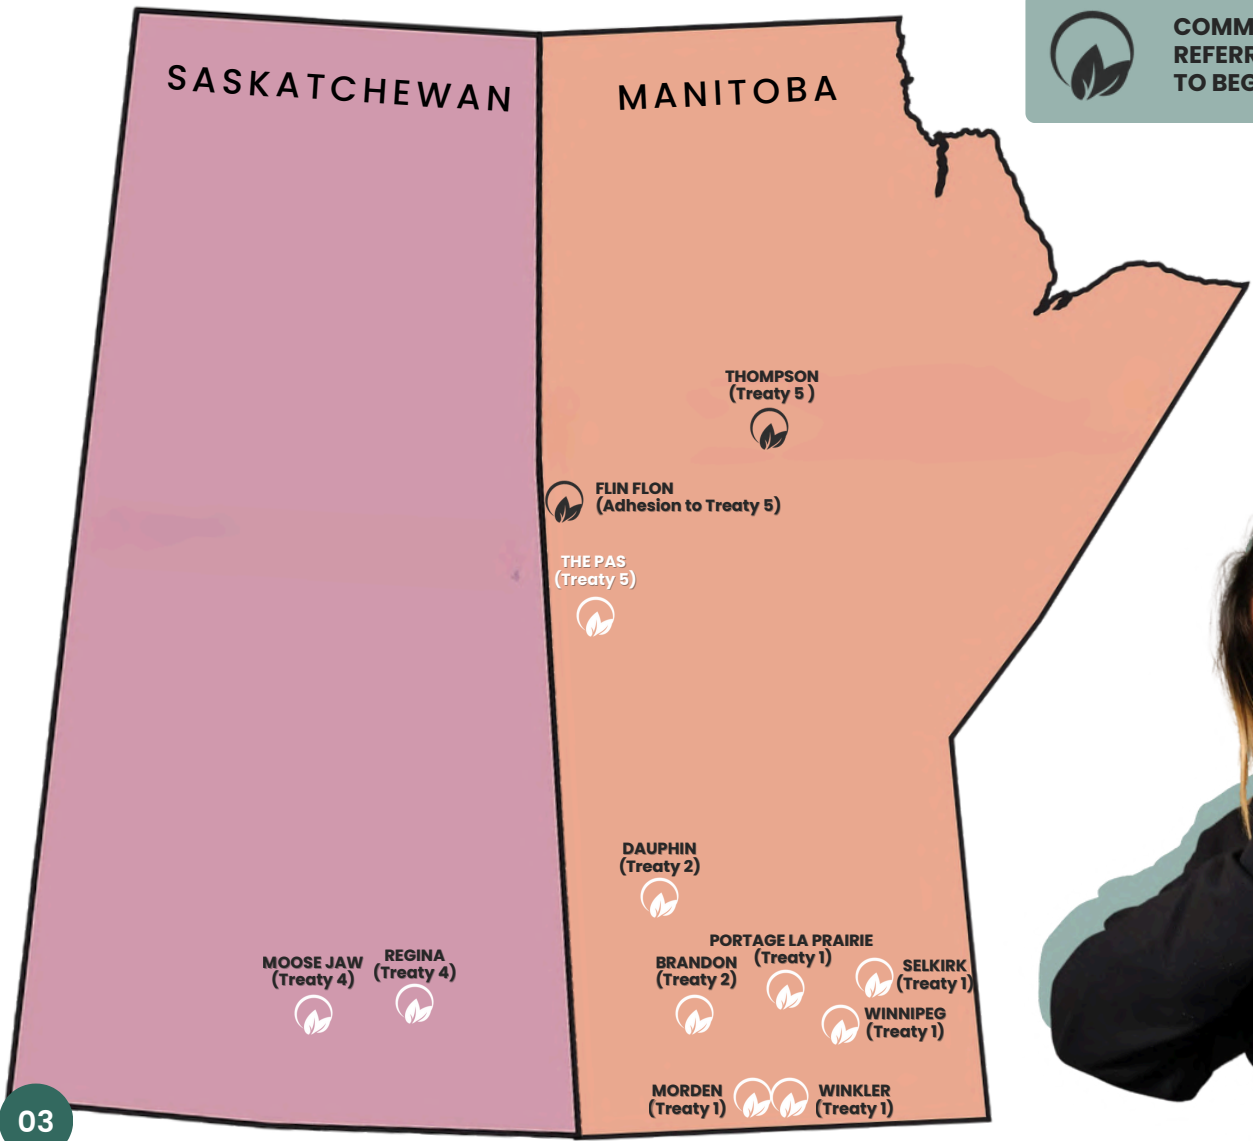 COMM
REFERR
TO BEG
SASKATCHEWAN
MANITOBA
THOMPSON
(Treaty 5 )
FLIN FLON
(Adhesion to Treaty 5)
THE PAS
(Treaty 5)
DAUPHIN
(Treaty 2)
PORTAGE LA PRAIRIE
(Treaty 1)
BRANDON
(Treaty 2)
SELKIRK
(Treaty 1)
WINNIPEG
(Treaty 1)
MOOSE JAW
(Treaty 4)
REGINA
(Treaty 4)
MORDEN
(Treaty 1)
WINKLER
(Treaty 1)
03